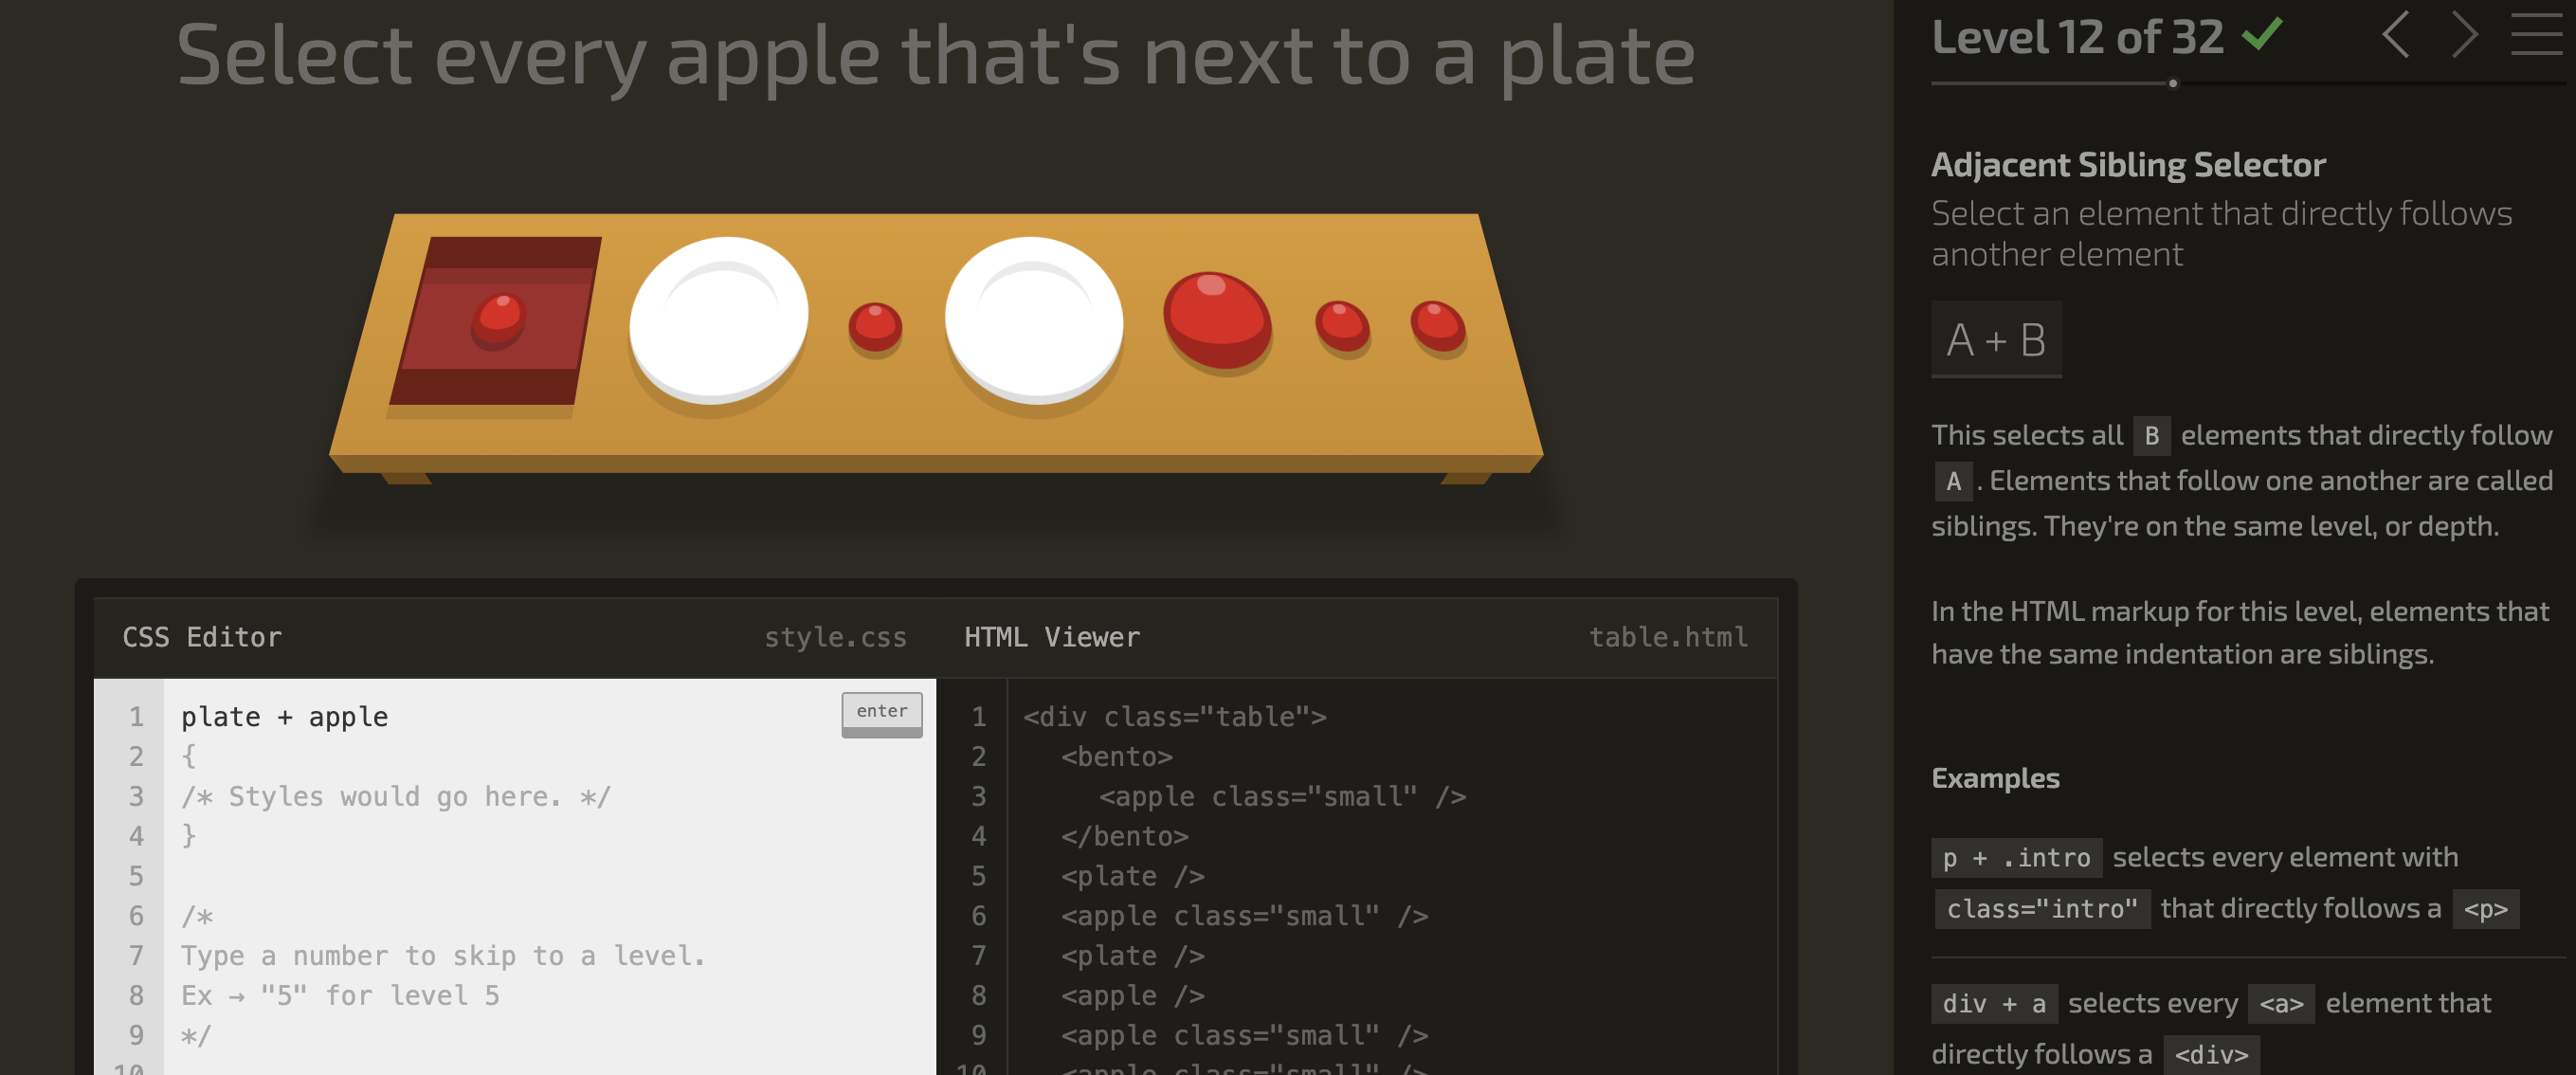 Select every apple that's next to a plate
CSS Editor style.css
1 plate + apple enter
2 {
3 /* Styles would go here. */
4 }
5
6 /*
7 Type a number to skip to a level.
8 Ex → "5" for level 5
9 */
10
HTML Viewer table.html
1 <div class="table">
2 <bento>
3 <apple class="small" />
4 </bento>
5 <plate />
6 <apple class="small" />
7 <plate />
8 <apple />
9 <apple class="small" />
10 <apple class="small" />
Level 12 of 32
Adjacent Sibling Selector
Select an element that directly follows
another element
A + B
This selects all B elements that directly follow
A . Elements that follow one another are called
siblings. They're on the same level, or depth.
In the HTML markup for this level, elements that
have the same indentation are siblings.
Examples
p + .intro selects every element with
class="intro" that directly follows a <p>
div + a selects every <a> element that
directly follows a <div>